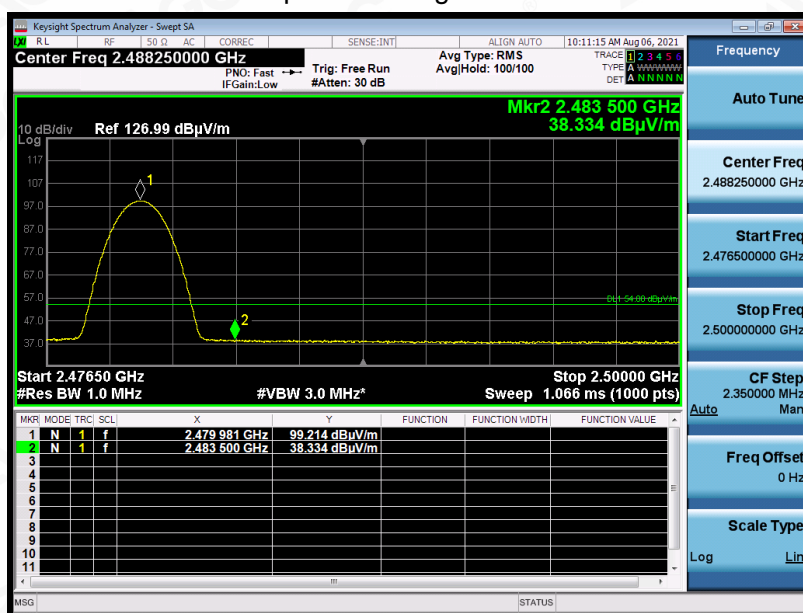 Keysight Spectrum Analyzer - Swept SA
LXI RL RF 50 Ω AC CORREC SENSE:INT ALIGN AUTO 10:11:15 AM Aug 06, 2021
Center Freq 2.488250000 GHz
PNO: Fast
IFGain:Low
Trig: Free Run
#Atten: 30 dB
Avg Type: RMS
Avg|Hold: 100/100
TRACE 1 2 3 4 5 6
TYPE A WWWWW
DET A N N N N N
Mkr2 2.483 500 GHz
38.334 dBµV/m
10 dB/div Ref 126.99 dBµV/m
Log
117
107
97.0
87.0
77.0
67.0
57.0
47.0
37.0
1
2
DL1 54.00 dBµV/m
Start 2.47650 GHz Stop 2.50000 GHz
#Res BW 1.0 MHz #VBW 3.0 MHz* Sweep 1.066 ms (1000 pts)
MKR MODE TRC SCL X Y FUNCTION FUNCTION WIDTH FUNCTION VALUE
1 N 1 f 2.479 981 GHz 99.214 dBµV/m
2 N 1 f 2.483 500 GHz 38.334 dBµV/m
3
4
5
6
7
8
9
10
11
MSG STATUS
Frequency
Auto Tune
Center Freq
2.488250000 GHz
Start Freq
2.476500000 GHz
Stop Freq
2.500000000 GHz
CF Step
2.350000 MHz
Auto Man
Freq Offset
0 Hz
Scale Type
Log Lin